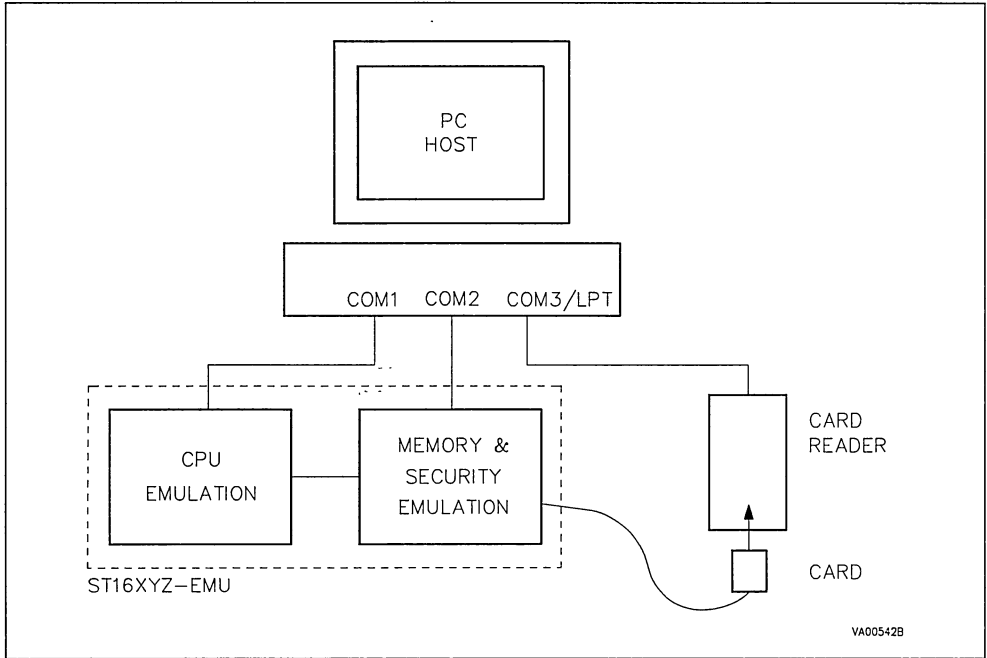 PC
HOST
COM1 COM2 COM3/LPT
CPU
EMULATION
MEMORY &
SECURITY
EMULATION
CARD
READER
ST16XYZ-EMU
CARD
VA00542B